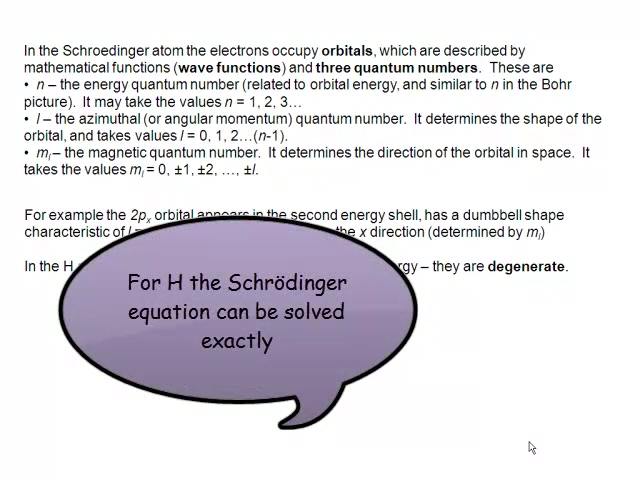 In the Schroedinger atom the electrons occupy orbitals, which are described by
mathematical functions (wave functions) and three quantum numbers. These are
• n – the energy quantum number (related to orbital energy, and similar to n in the Bohr
picture). It may take the values n = 1, 2, 3…
• l – the azimuthal (or angular momentum) quantum number. It determines the shape of the
orbital, and takes values l = 0, 1, 2…(n-1).
• ml – the magnetic quantum number. It determines the direction of the orbital in space. It
takes the values ml = 0, ±1, ±2, …, ±l.
For example the 2px orbital appears in the second energy shell, has a dumbbell shape
characteristic of l the x direction (determined by ml)
In the H – they are degenerate.
For H the Schrödinger
equation can be solved
exactly